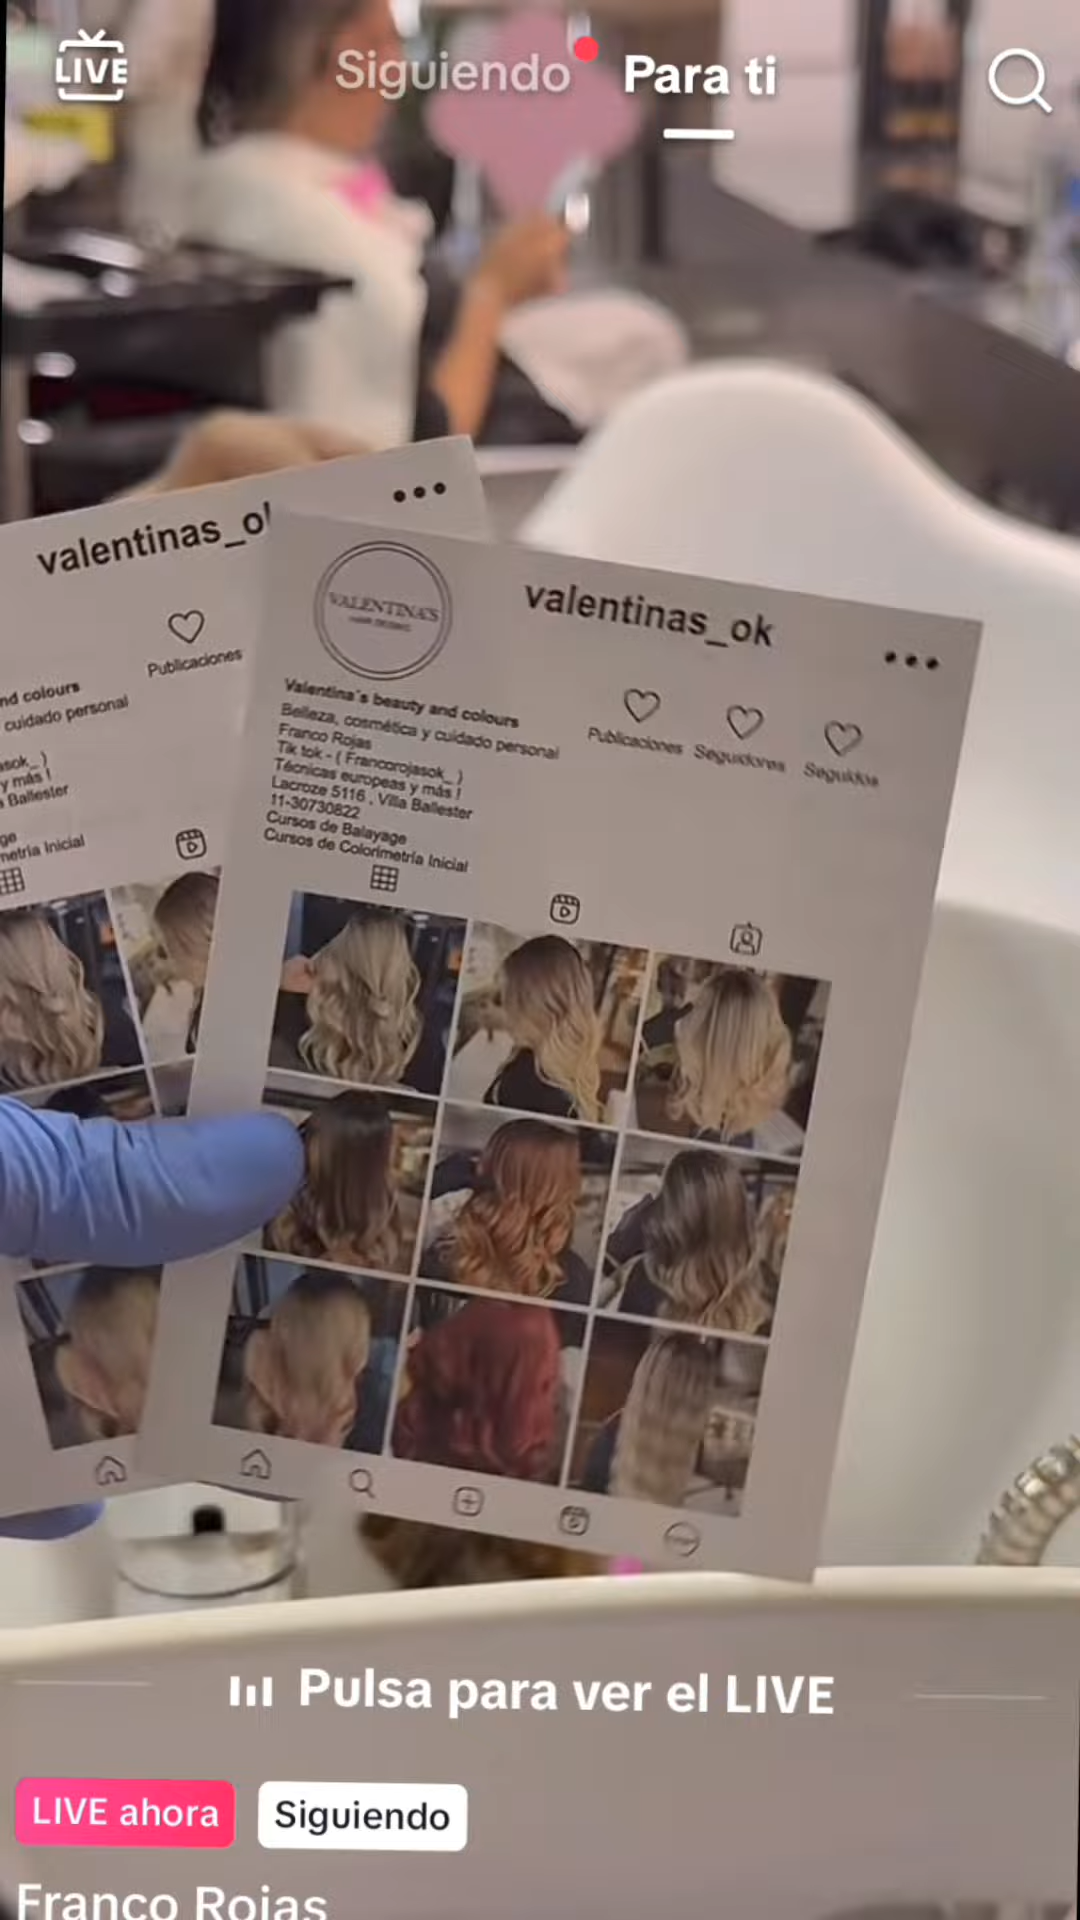 LIVE
Siguiendo
Para ti
valentinas_o
Publicaciones
nd colours
cuidado personal
asok_ )
y más !
Ballester
ge
metría Inicial
VALENTINA'S
valentinas_ok
Valentina´s beauty and colours
Belleza, cosmética y cuidado personal
Franco Rojas
Tik tok - ( Francorojasok_ )
Técnicas europeas y más !
Lacroze 5116 , Villa Ballester
11-30730822
Cursos de Balayage
Cursos de Colorimetría Inicial
Publicaciones
Seguidores
Seguidos
Pulsa para ver el LIVE
LIVE ahora
Siguiendo
Franco Rojas